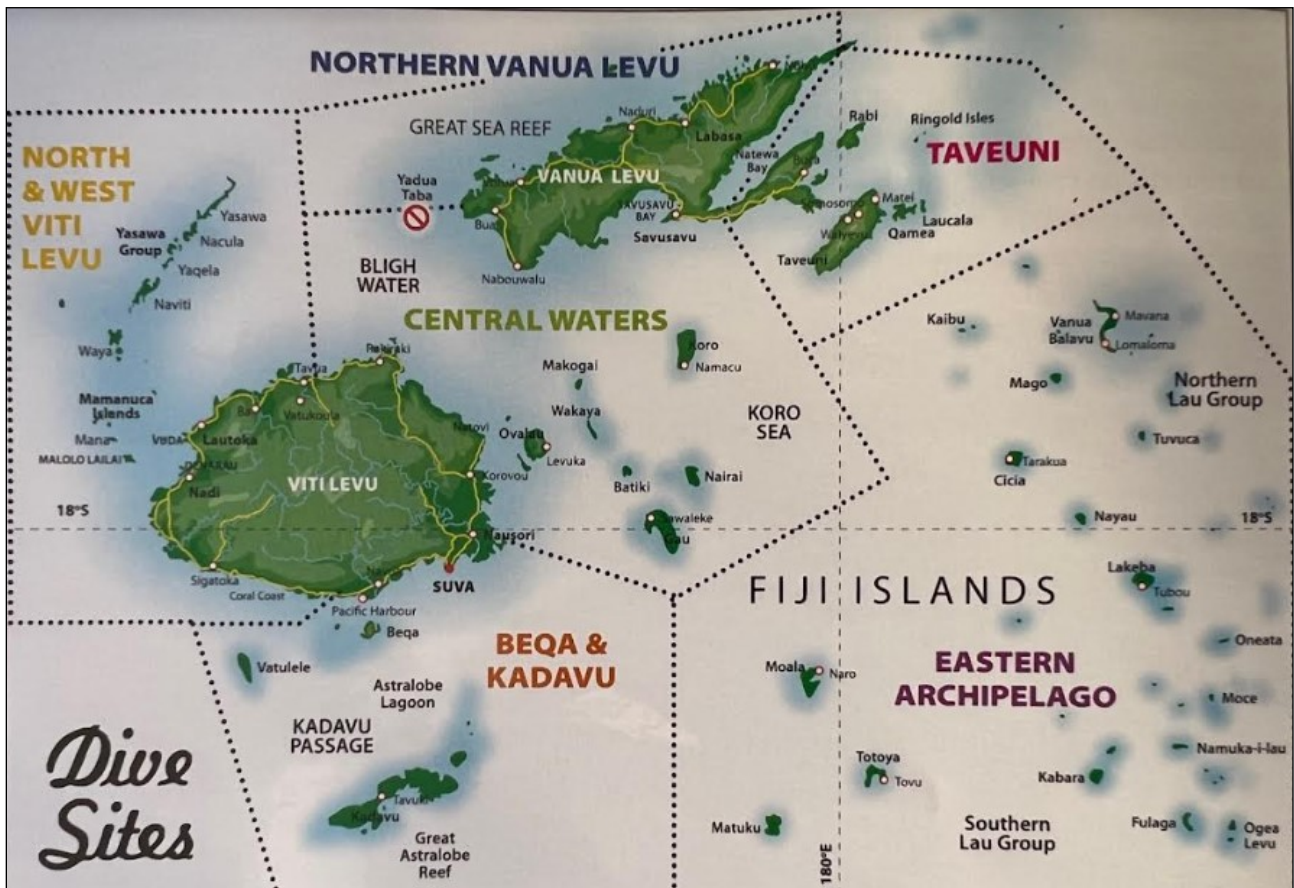 NORTHERN VANUA LEVU
GREAT SEA REEF
Naduri
Labasa
Rabi
Ringold Isles
TAVEUNI
NORTH
& WEST
VITI
LEVU
Yadua
Taba
VANUA LEVU
Natewa
Bay
SAVUSAVU
BAY
Savusavu
Matei
Laucala
Qamea
Taveuni
Yasawa
Yasawa
Group
Nacula
Yaqela
Naviti
BLIGH
WATER
Nabouwalu
CENTRAL WATERS
Kaibu
Vanua
Balavu
Mavana
Lomaloma
Waya
Tavua
Makogai
Koro
Namacu
Mago
Northern
Lau Group
Mamanuca
Islands
Mana
MALOLO LAILAI
Vatukoula
VUDA
Lautoka
Natovi
Wakaya
Ovalau
Levuka
KORO
SEA
Tuvuca
Nadi
VITI LEVU
Korovou
Batiki
Nairai
Tarakua
Cicia
18°S
Nausori
Gau
Nayau
18°S
Sigatoka
Coral Coast
SUVA
Pacific Harbour
FIJI ISLANDS
Lakeba
Tubou
Beqa
BEQA &
KADAVU
Oneata
Vatulele
Moala
Naro
EASTERN
ARCHIPELAGO
Astralobe
Lagoon
Moce
KADAVU
PASSAGE
Namuka-i-lau
Dive
Sites
Totoya
Tovu
Kabara
Kadavu
Matuku
Southern
Lau Group
Fulaga
Ogea
Levu
Great
Astralobe
Reef
180°E